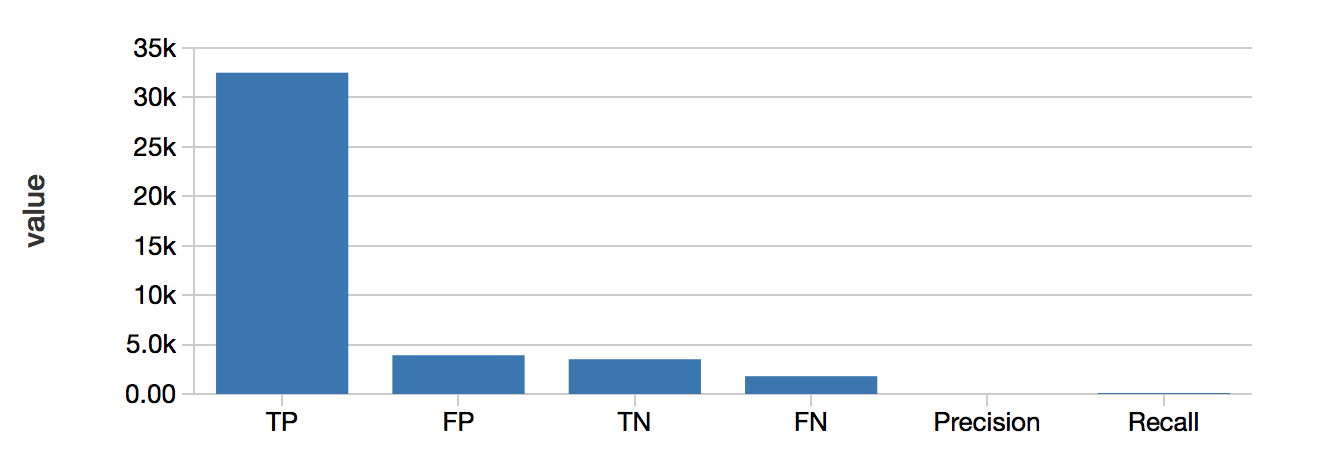 35k
30k
25k
20k
15k
10k
5.0k
0.00
value
TP FP TN FN Precision Recall